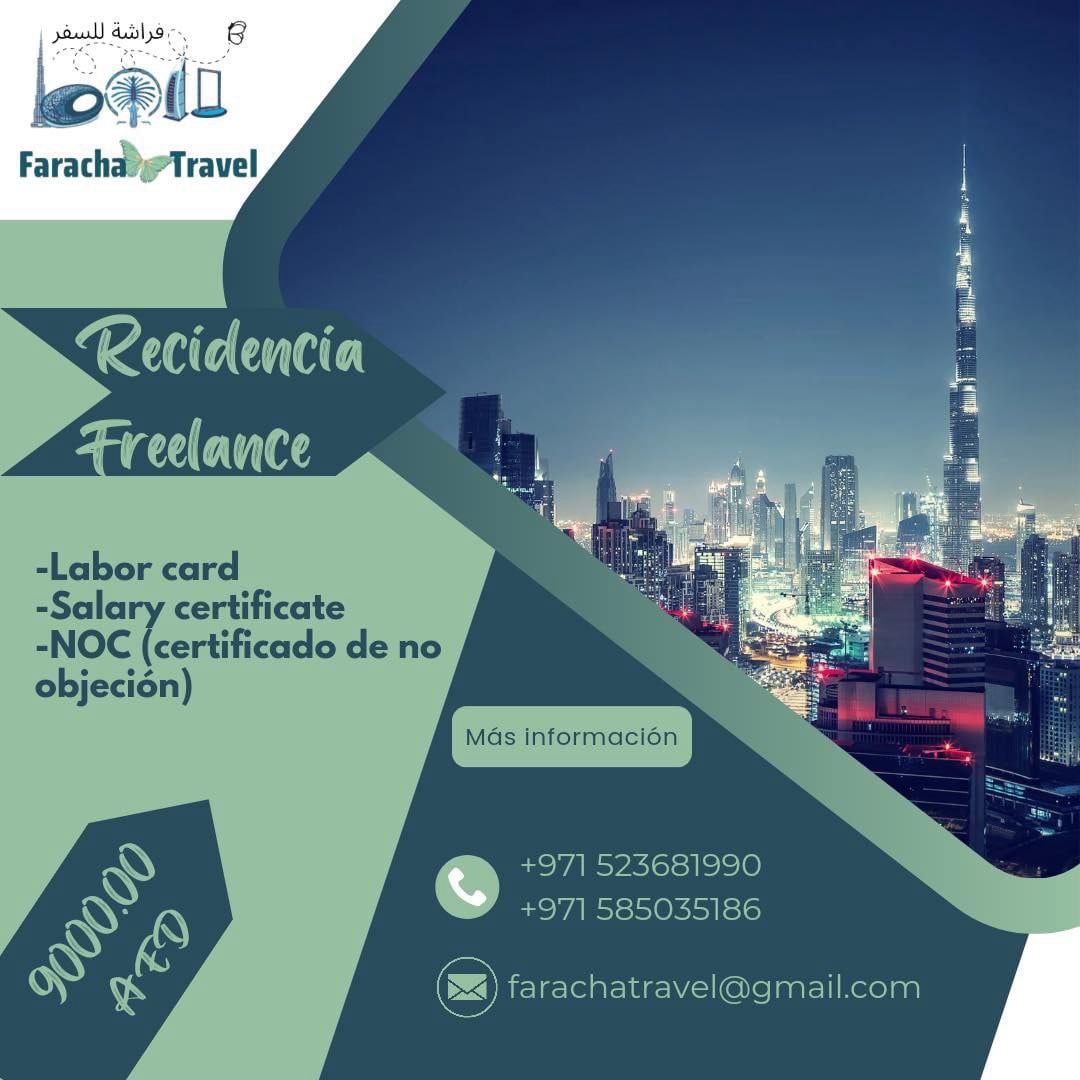 فراشة للسفر
Faracha Travel
Recidencia
Freelance
-Labor card
-Salary certificate
-NOC (certificado de no
objeción)
Más información
9000.00
AED
+971 523681990
+971 585035186
farachatravel@gmail.com